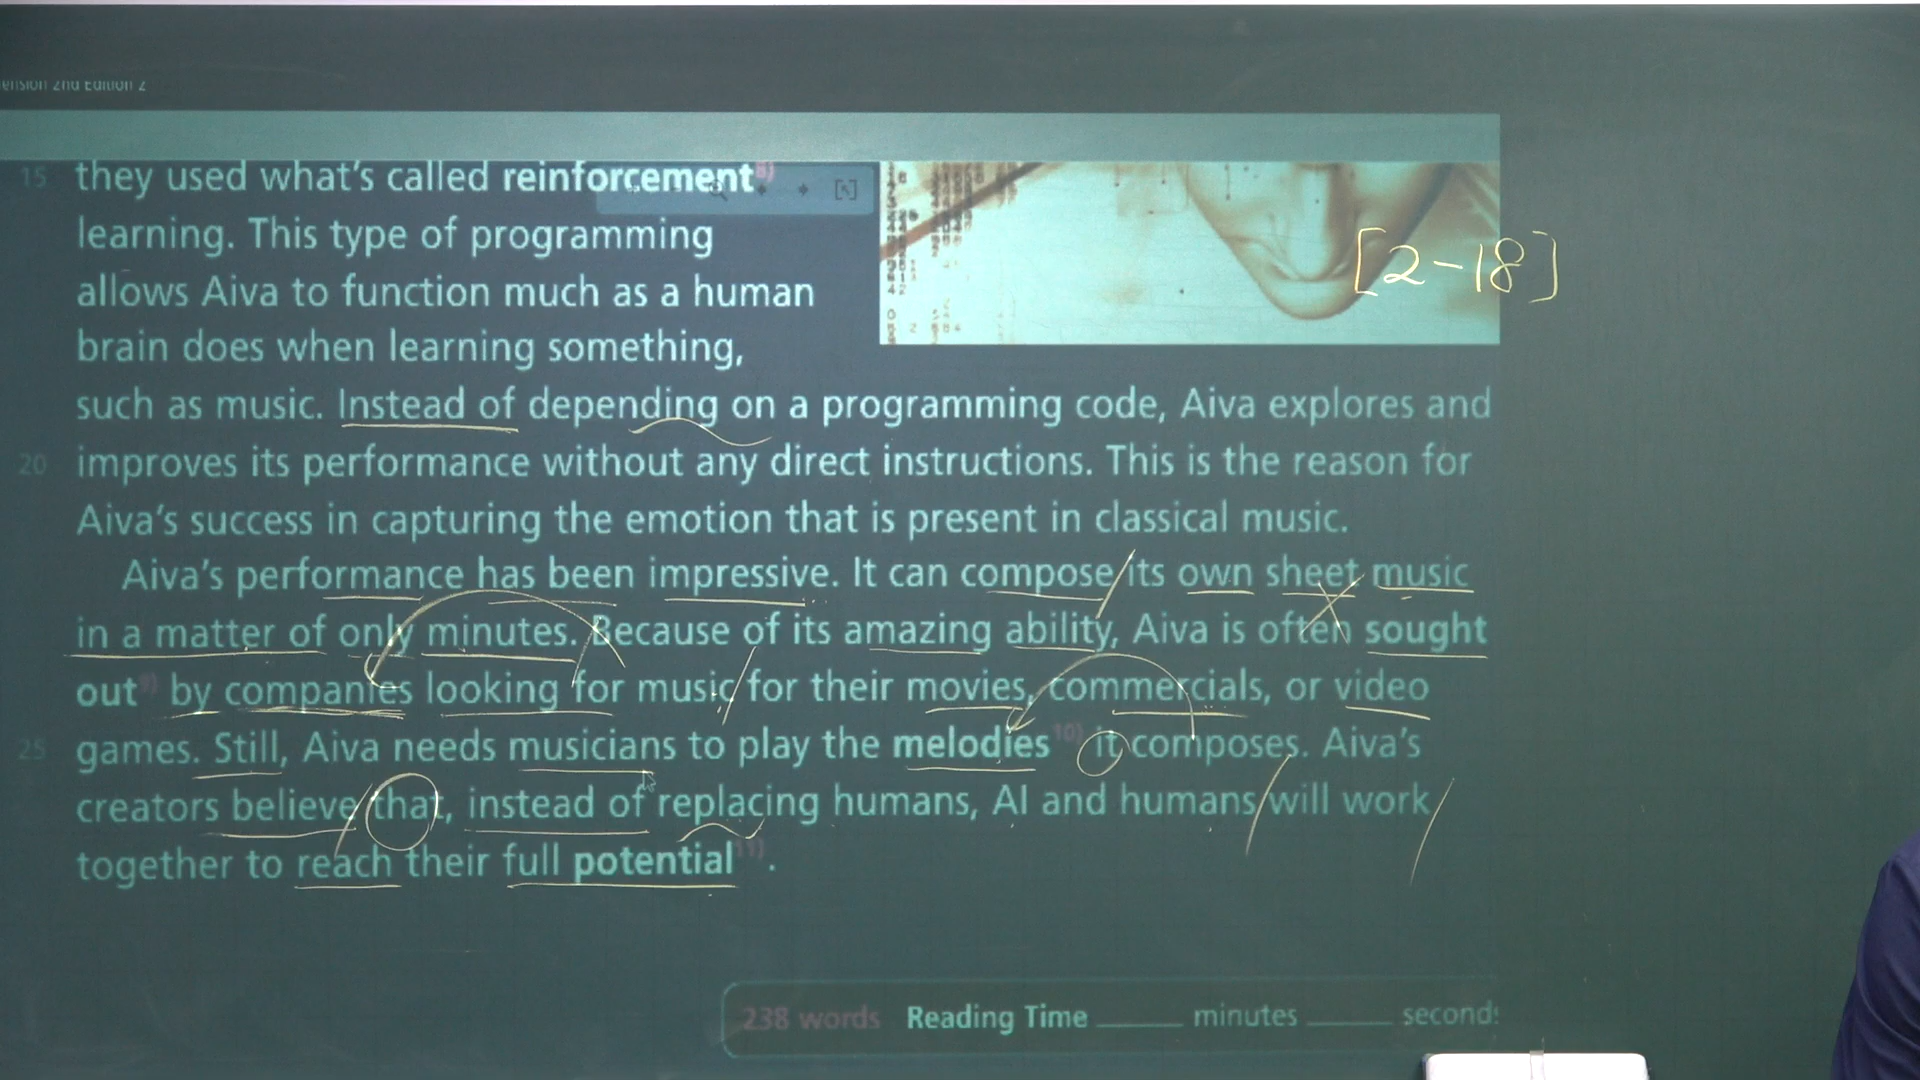 2nd Edition 2
15 they used what's called reinforcement 8)
learning. This type of programming
allows Aiva to function much as a human
brain does when learning something,
[2-18]
such as music. Instead of depending on a programming code, Aiva explores and
20 improves its performance without any direct instructions. This is the reason for
Aiva's success in capturing the emotion that is present in classical music.
Aiva's performance has been impressive. It can compose its own sheet music
in a matter of only minutes. Because of its amazing ability, Aiva is often sought
out 9) by companies looking for music for their movies, commercials, or video
25 games. Still, Aiva needs musicians to play the melodies 10) it composes. Aiva's
creators believe that, instead of replacing humans, AI and humans will work
together to reach their full potential 11).
238 words Reading Time ____ minutes ____ second